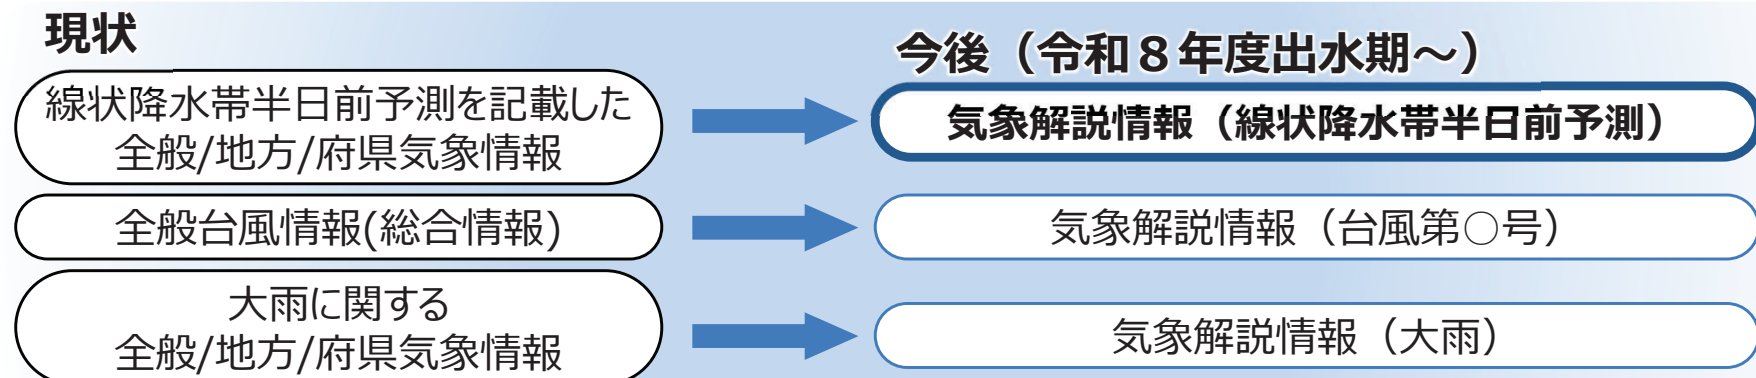 現状
今後（令和８年度出水期～）
線状降水帯半日前予測を記載した
全般/地方/府県気象情報
気象解説情報（線状降水帯半日前予測）
全般台風情報(総合情報)
気象解説情報（台風第○号）
大雨に関する
全般/地方/府県気象情報
気象解説情報（大雨）